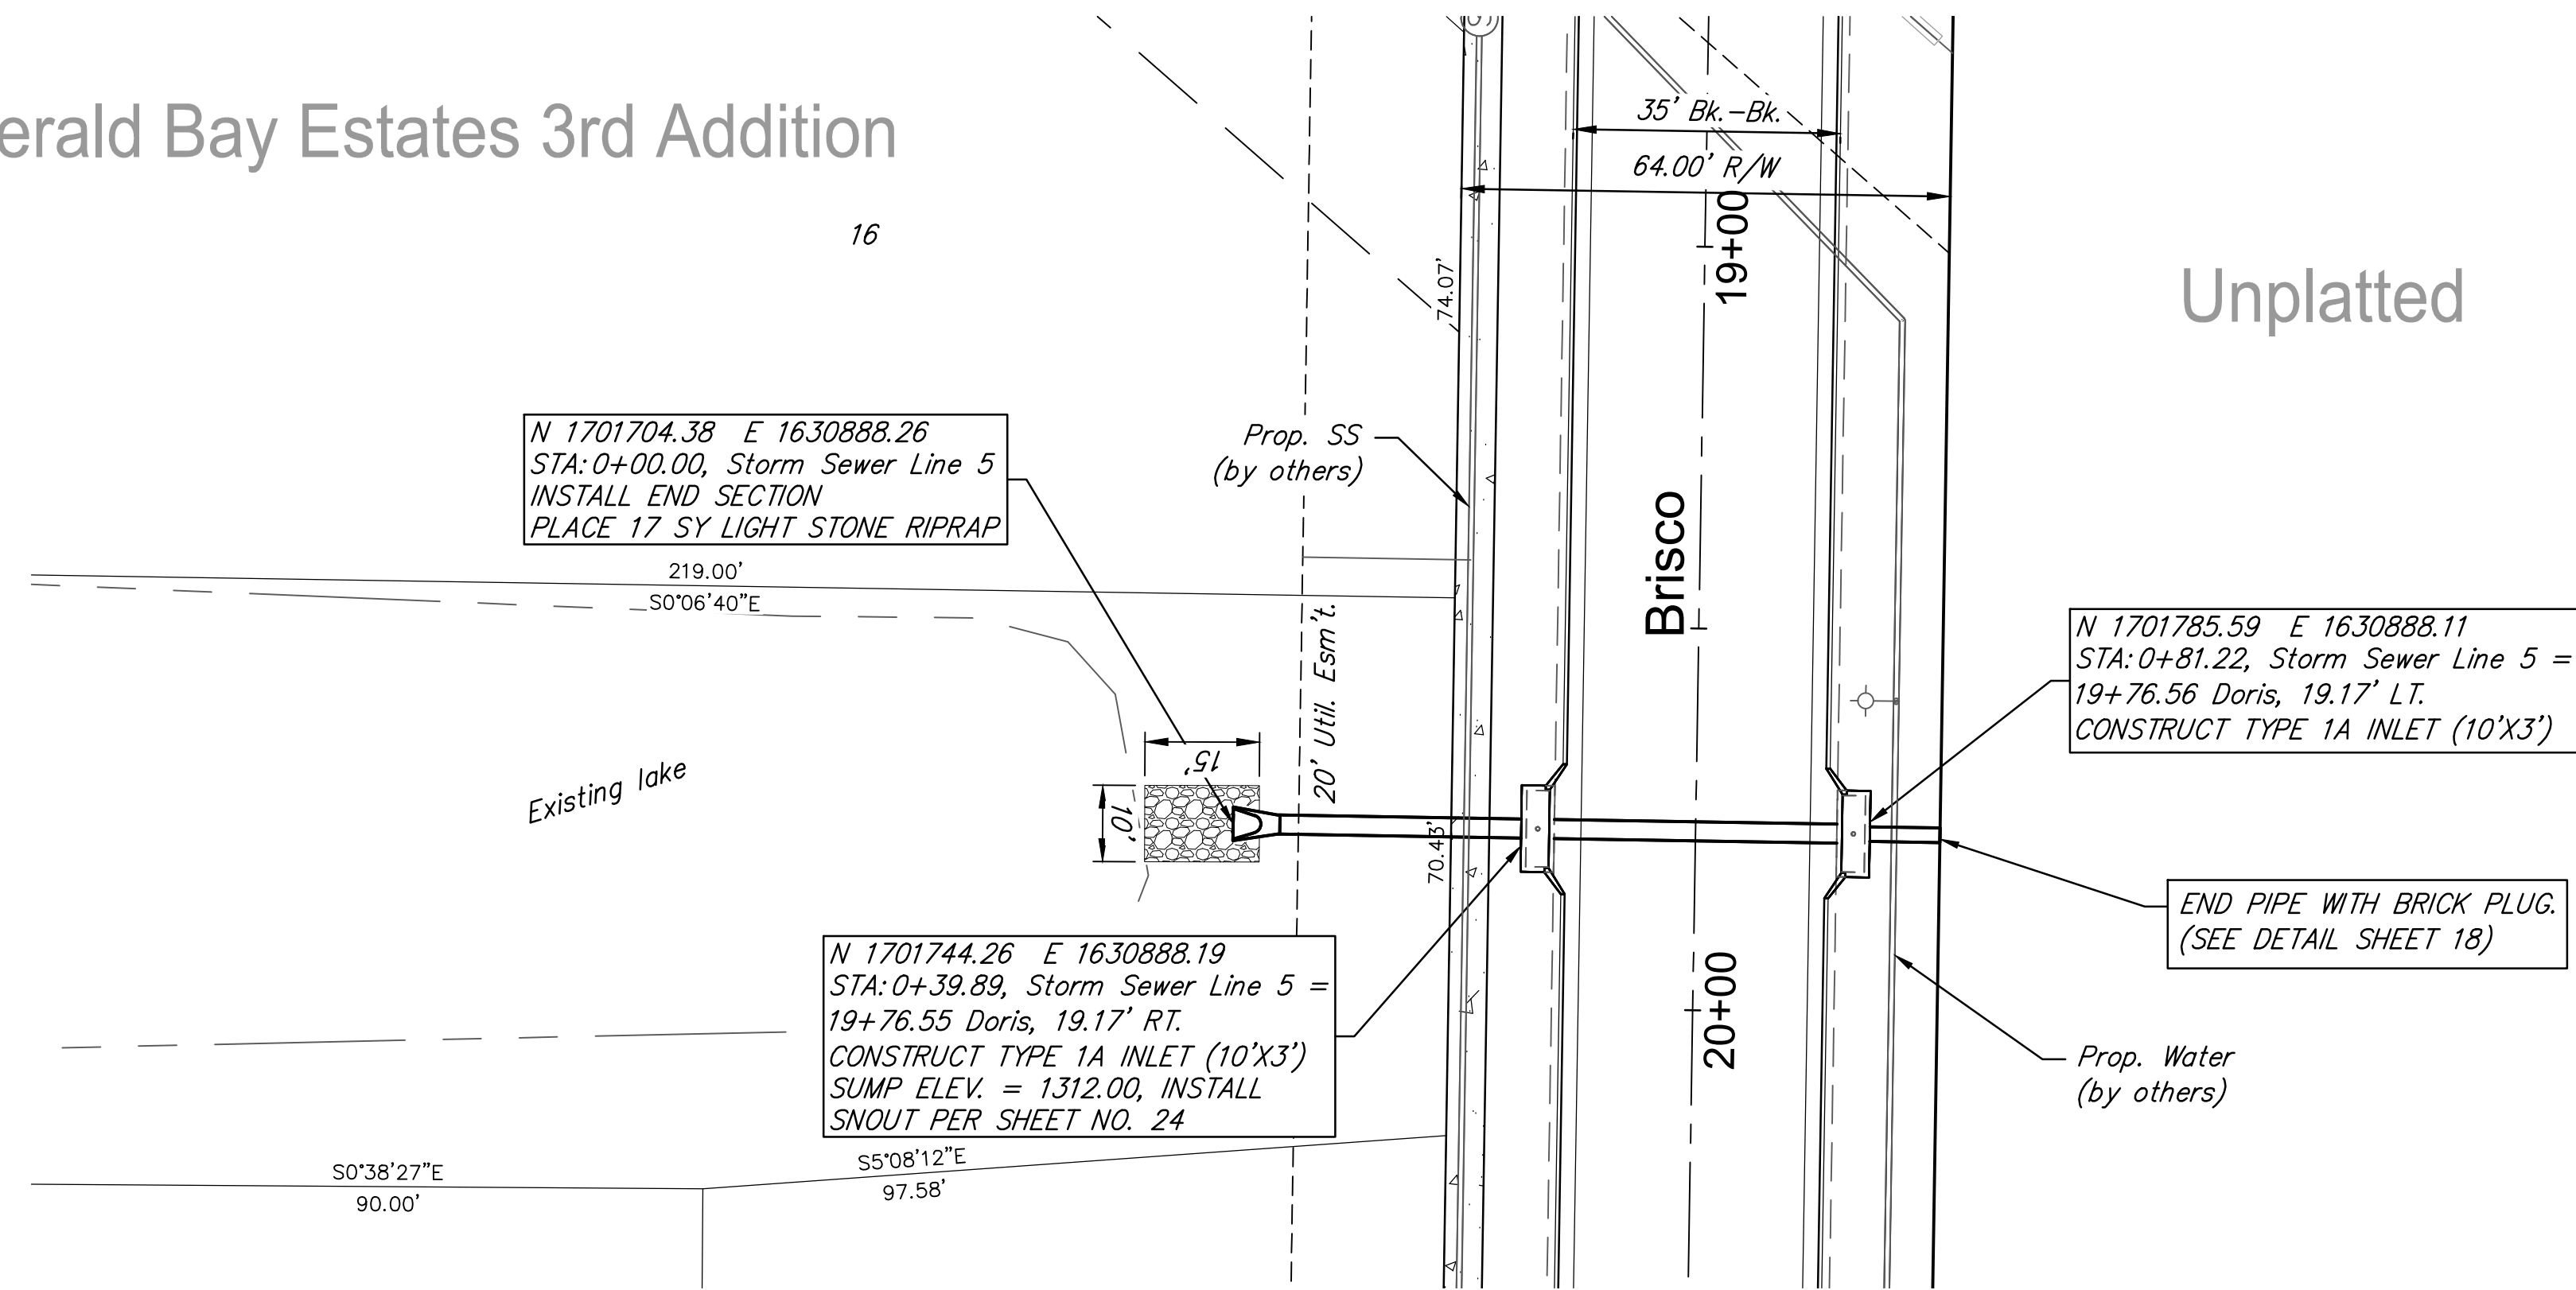 erald Bay Estates 3rd Addition
16
35' Bk.-Bk.
64.00' R/W
19+00
74.07'
Unplatted
N 1701704.38 E 1630888.26
STA:0+00.00, Storm Sewer Line 5
INSTALL END SECTION
PLACE 17 SY LIGHT STONE RIPRAP
Prop. SS
(by others)
219.00'
S0°06'40"E
20' Util. Esm't.
Brisco
N 1701785.59 E 1630888.11
STA:0+81.22, Storm Sewer Line 5 =
19+76.56 Doris, 19.17' LT.
CONSTRUCT TYPE 1A INLET (10'X3')
Existing lake
15'
10'
70.43'
END PIPE WITH BRICK PLUG.
(SEE DETAIL SHEET 18)
N 1701744.26 E 1630888.19
STA:0+39.89, Storm Sewer Line 5 =
19+76.55 Doris, 19.17' RT.
CONSTRUCT TYPE 1A INLET (10'X3')
SUMP ELEV. = 1312.00, INSTALL
SNOUT PER SHEET NO. 24
20+00
Prop. Water
(by others)
S0°38'27"E
90.00'
S5°08'12"E
97.58'